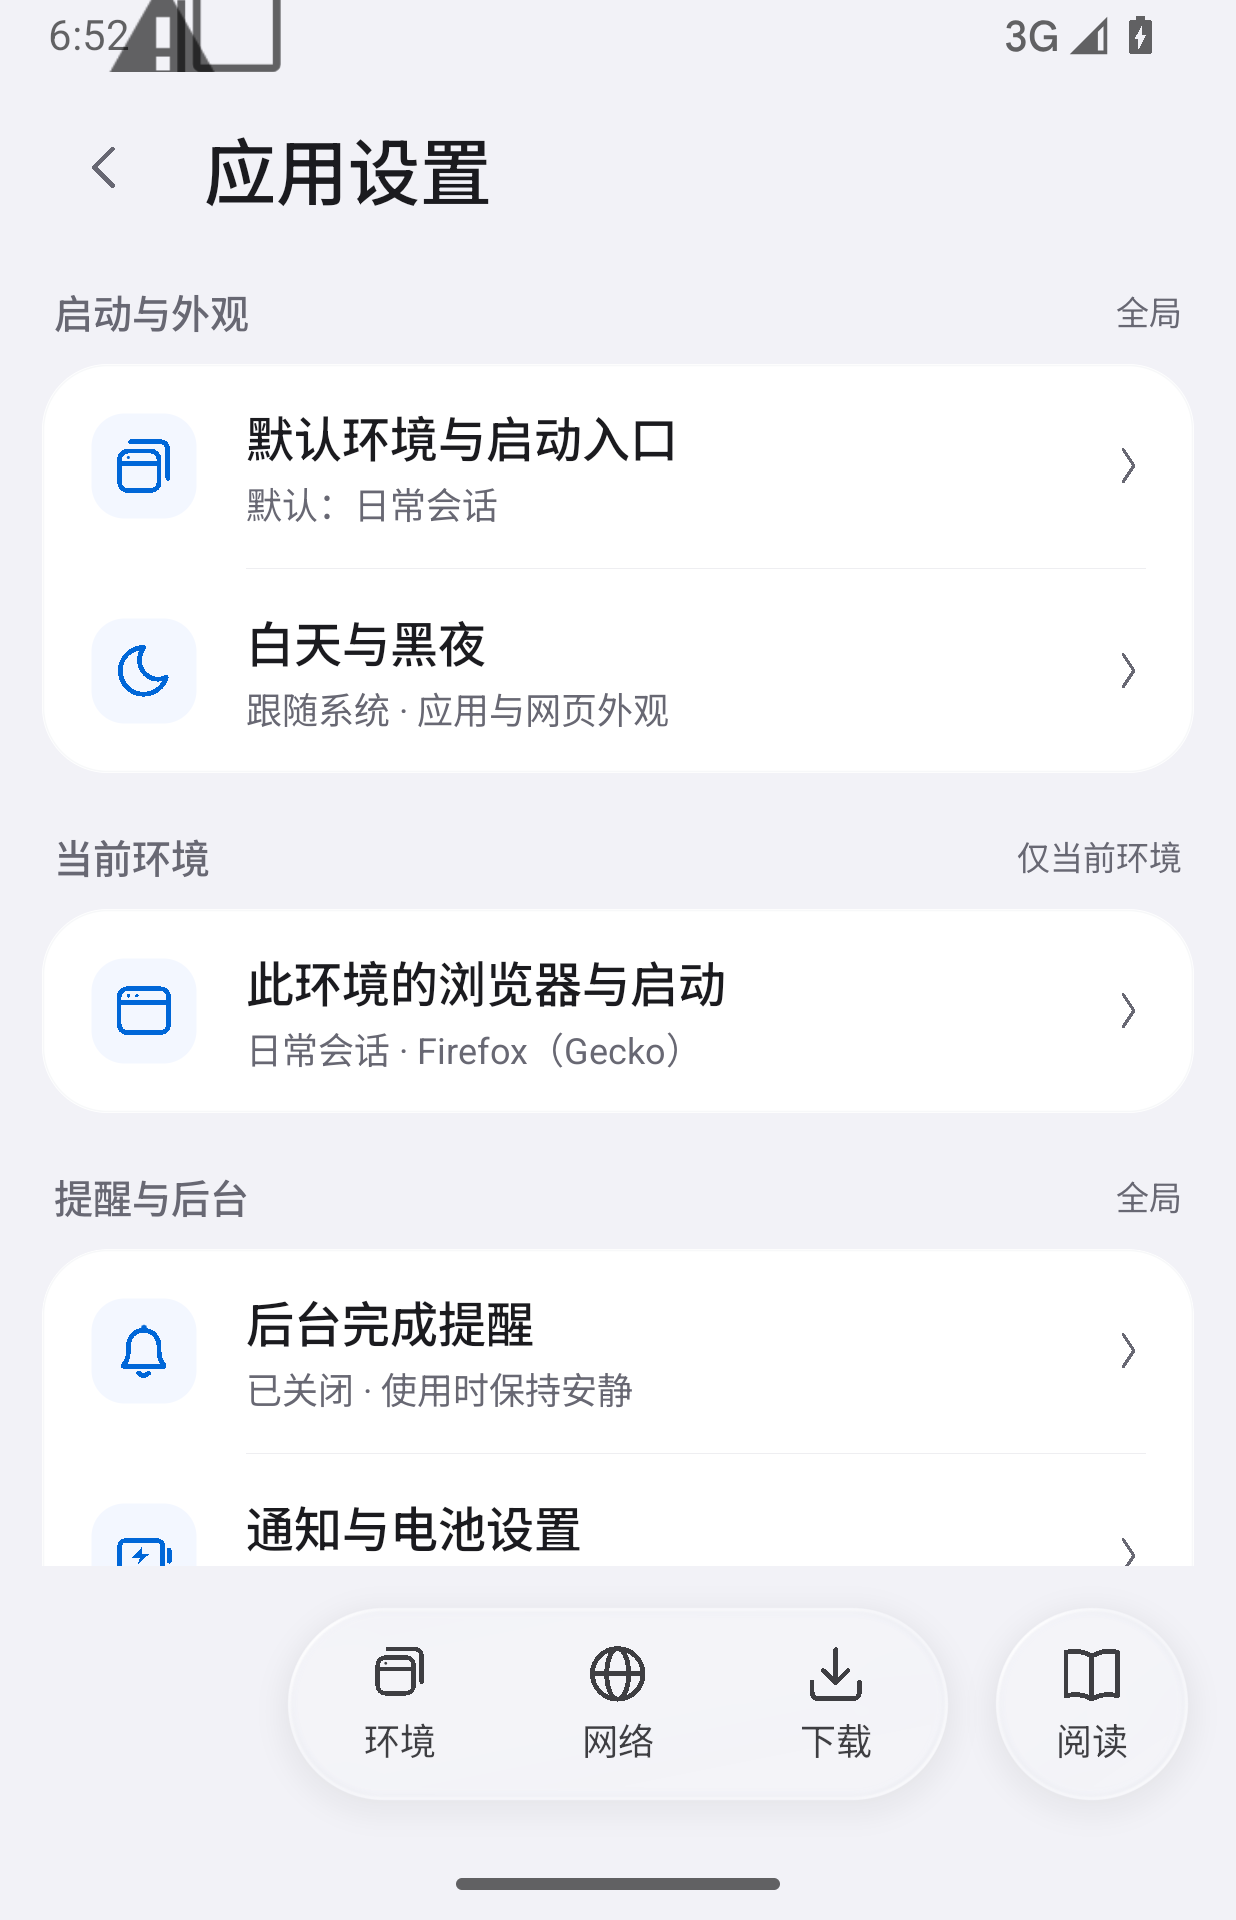 6:52
3G
应用设置
启动与外观
全局
默认环境与启动入口
默认：日常会话
白天与黑夜
跟随系统 · 应用与网页外观
当前环境
仅当前环境
此环境的浏览器与启动
日常会话 · Firefox（Gecko）
提醒与后台
全局
后台完成提醒
已关闭 · 使用时保持安静
通知与电池设置
环境
网络
下载
阅读